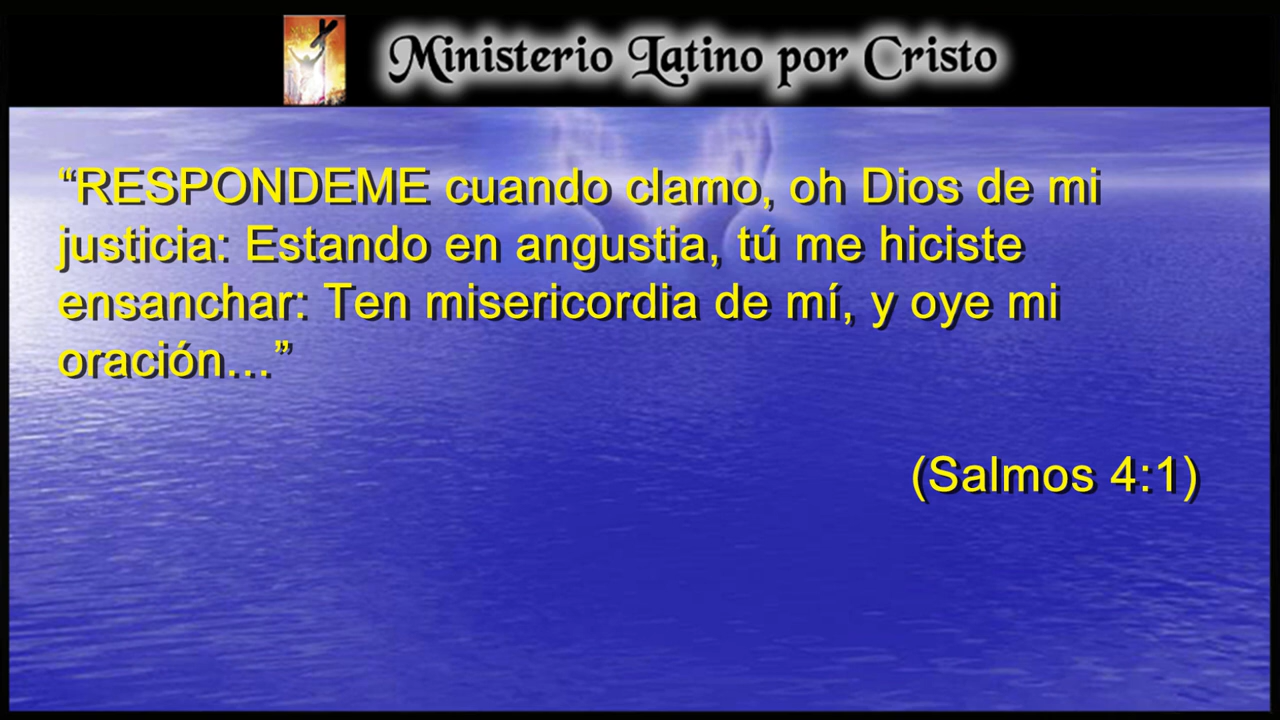 Ministerio Latino por Cristo
“RESPONDEME cuando clamo, oh Dios de mi
justicia: Estando en angustia, tú me hiciste
ensanchar: Ten misericordia de mí, y oye mi
oración…”
(Salmos 4:1)